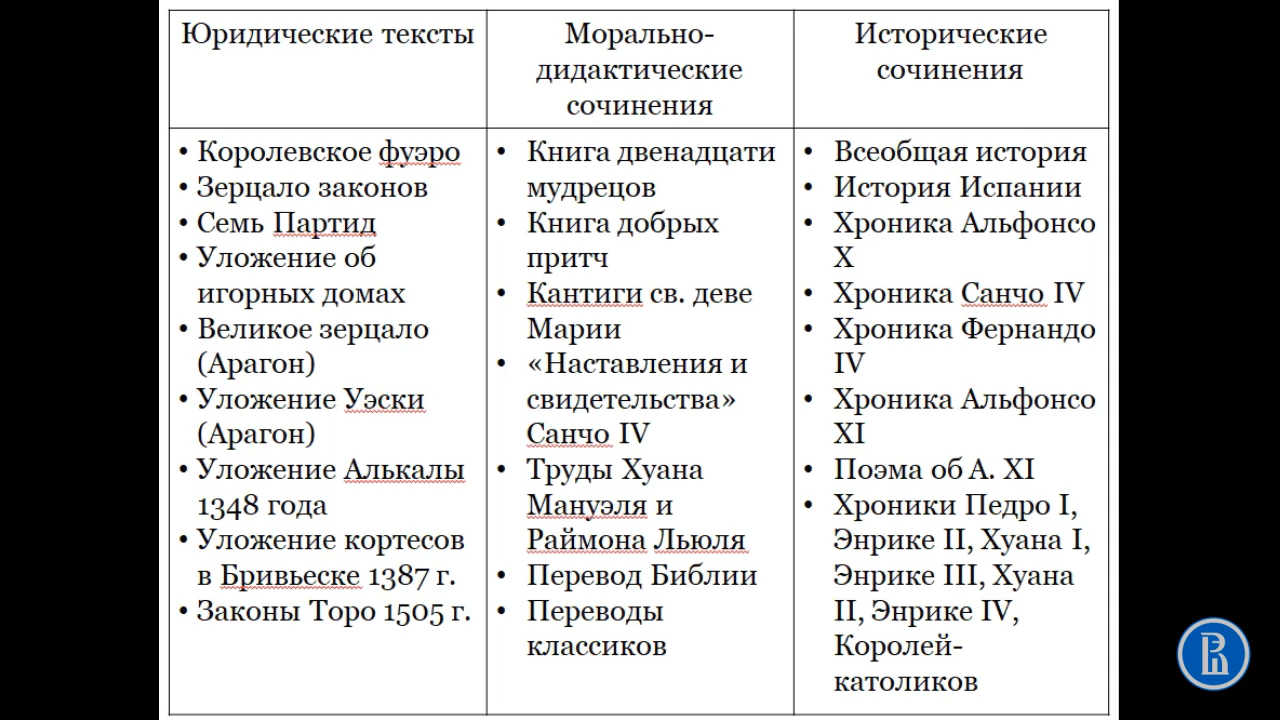 Юридические тексты
Морально-
дидактические
сочинения
Исторические
сочинения
• Королевское фуэро
• Зерцало законов
• Семь Партид
• Уложение об
игорных домах
• Великое зерцало
(Арагон)
• Уложение Уэски
(Арагон)
• Уложение Алькалы
1348 года
• Уложение кортесов
в Бривьеске 1387 г.
• Законы Торо 1505 г.
• Книга двенадцати
мудрецов
• Книга добрых
притч
• Кантиги св. деве
Марии
• «Наставления и
свидетельства»
Санчо IV
• Труды Хуана
Мануэля и
Раймона Льюля
• Перевод Библии
• Переводы
классиков
• Всеобщая история
• История Испании
• Хроника Альфонсо
X
• Хроника Санчо IV
• Хроника Фернандо
IV
• Хроника Альфонсо
XI
• Поэма об А. XI
• Хроники Педро I,
Энрике II, Хуана I,
Энрике III, Хуана
II, Энрике IV,
Королей-
католиков